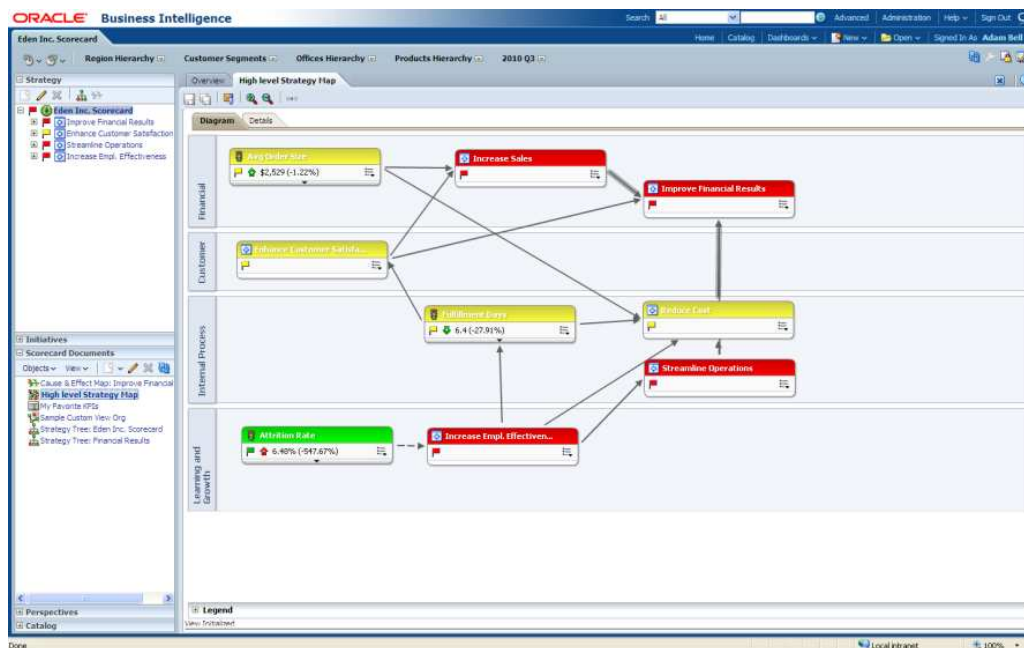 ORACLE Business Intelligence
Search All Advanced Administration Help Sign Out
Eden Inc. Scorecard
Home Catalog Dashboards New Open Signed In As Adam Bell
Region Hierarchy Customer Segments Offices Hierarchy Products Hierarchy 2010 Q3
Strategy
Eden Inc. Scorecard
Improve Financial Results
Enhance Customer Satisfaction
Streamline Operations
Increase Empl. Effectiveness
Initiatives
Scorecard Documents
Objects View
Cause & Effect Map: Improve Financial
High level Strategy Map
My Favorite KPIs
Sample Custom View Org
Strategy Tree: Eden Inc. Scorecard
Strategy Tree: Financial Results
Perspectives
Catalog
Overview High level Strategy Map
Diagram Details
Financial
Avg Order Size
$2,529 (-1.22%)
Increase Sales
Improve Financial Results
Customer
Enhance Customer Satisfa...
Internal Process
Fulfillment Days
6.4 (-27.91%)
Reduce Cost
Streamline Operations
Learning and
Growth
Attrition Rate
6.48% (-547.67%)
Increase Empl. Effectiven...
Legend
View Initialized
Done Local intranet 100%